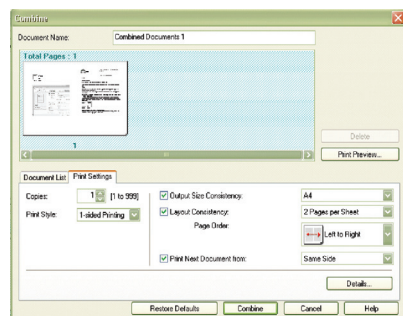 Combine
Document Name: Combined Documents 1
Total Pages : 1
1
Delete
Print Preview...
Document List Print Settings
Copies: 1 [1 to 999] Output Size Consistency: A4
Print Style: 1-sided Printing Layout Consistency: 2 Pages per Sheet
Page Order: Left to Right
Print Next Document from: Same Side
Details...
Restore Defaults Combine Cancel Help